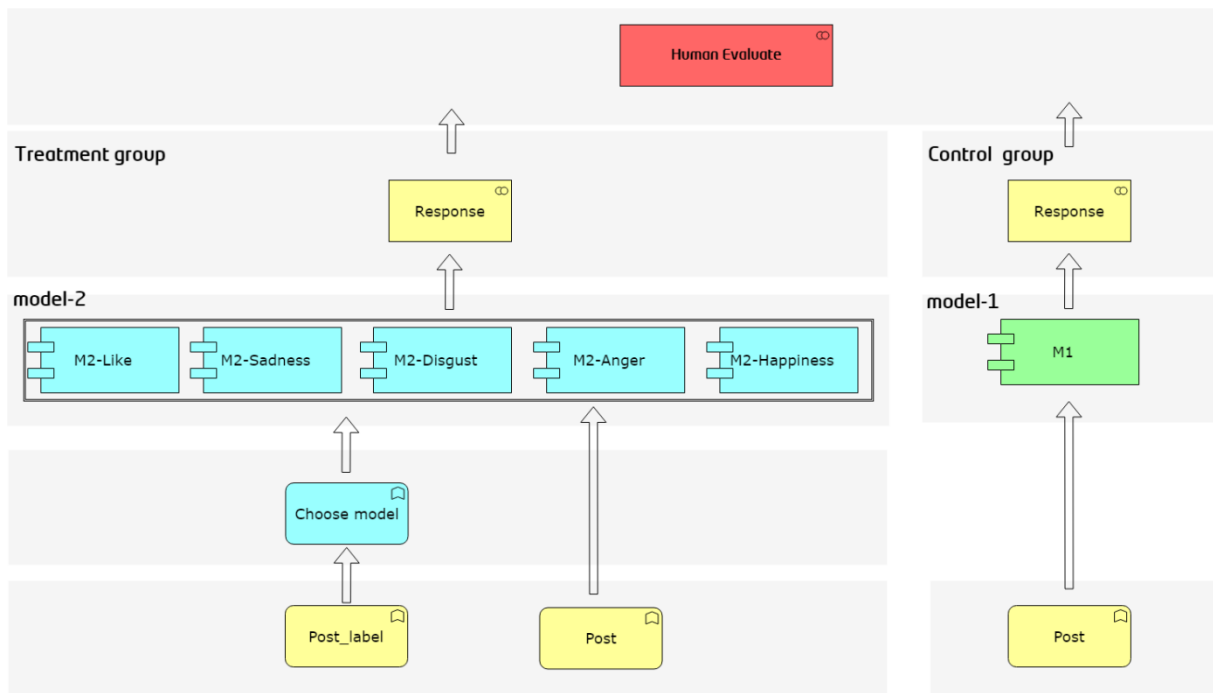 Human Evaluate
Treatment group
Control group
Response
Response
model-2
model-1
M2-Like
M2-Sadness
M2-Disgust
M2-Anger
M2-Happiness
M1
Choose model
Post_label
Post
Post